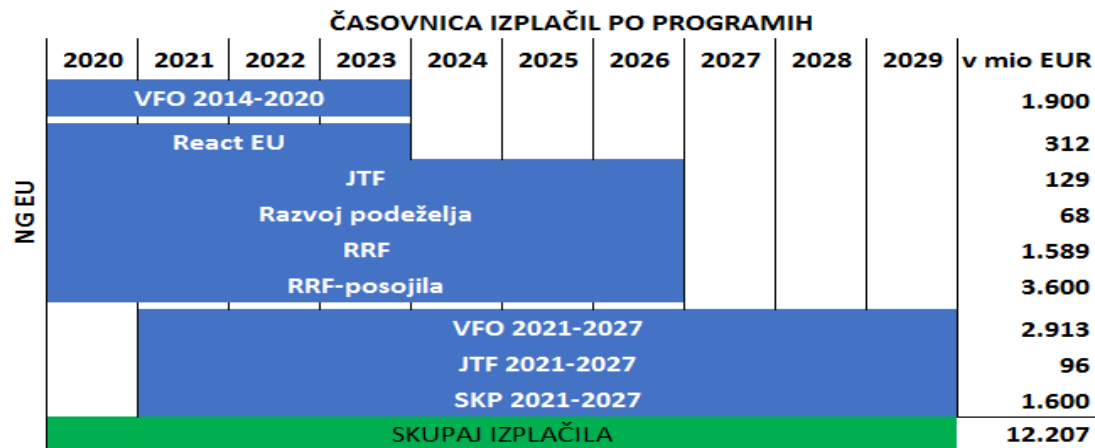 ČASOVNICA IZPLAČIL PO PROGRAMIH
2020 2021 2022 2023 2024 2025 2026 2027 2028 2029 v mio EUR
VFO 2014-2020 1.900
NG EU
React EU 312
JTF 129
Razvoj podeželja 68
RRF 1.589
RRF-posojila 3.600
VFO 2021-2027 2.913
JTF 2021-2027 96
SKP 2021-2027 1.600
SKUPAJ IZPLAČILA 12.207